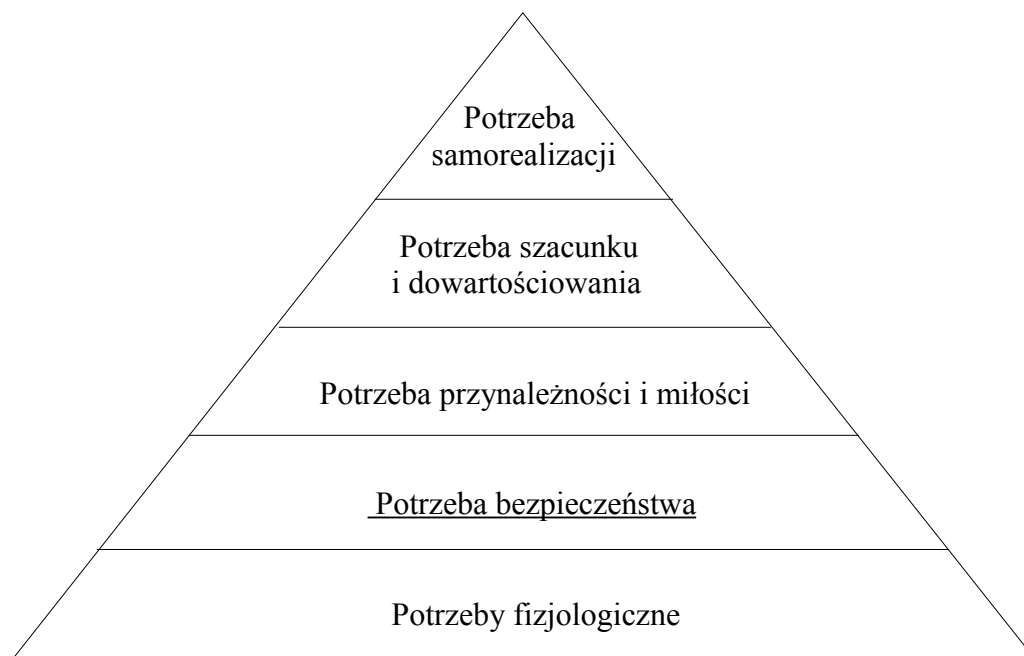 Potrzeba
samorealizacji
Potrzeba szacunku
i dowartościowania
Potrzeba przynależności i miłości
Potrzeba bezpieczeństwa
Potrzeby fizjologiczne